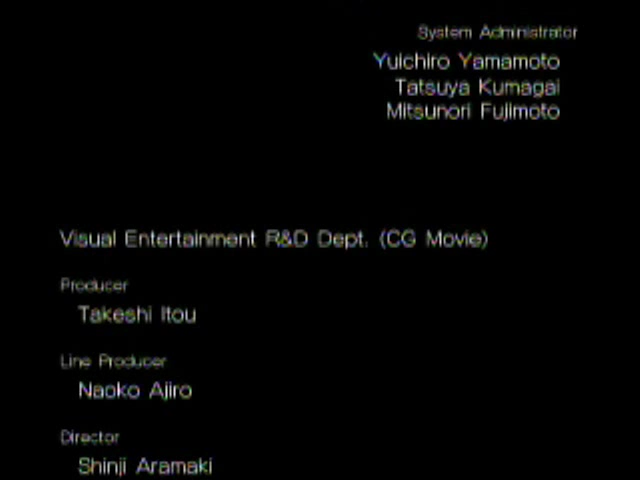 System Administrator
Yuichiro Yamamoto
Tatsuya Kumagai
Mitsunori Fujimoto
Visual Entertainment R&D Dept. (CG Movie)
Producer
Takeshi Itou
Line Producer
Naoko Ajiro
Director
Shinji Aramaki